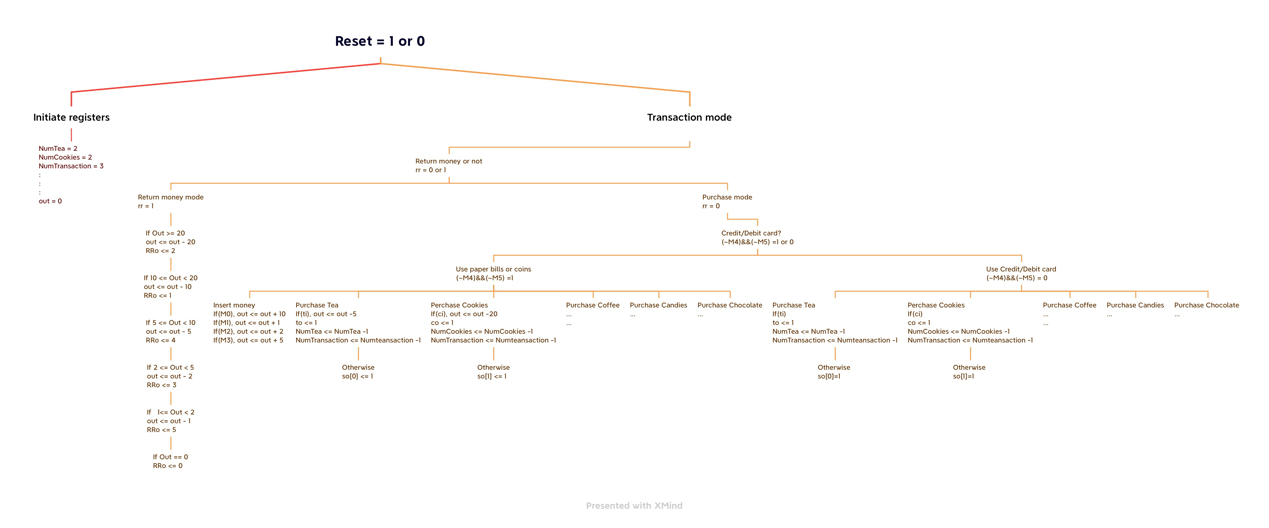 Reset = 1 or 0
Initiate registers
NumTea = 2
NumCookies = 2
NumTransaction = 3
:
:
:
out = 0
Transaction mode
Return money or not
rr = 0 or 1
Return money mode
rr = 1
If Out >= 20
out <= out - 20
RRo <= 2
If 10 <= Out < 20
out <= out - 10
RRo <= 1
If 5 <= Out < 10
out <= out - 5
RRo <= 4
If 2 <= Out < 5
out <= out - 2
RRo <= 3
If 1<= Out < 2
out <= out - 1
RRo <= 5
If Out == 0
RRo <= 0
Purchase mode
rr = 0
Credit/Debit card?
(~M4)&&(~M5) =1 or 0
Use paper bills or coins
(~M4)&&(~M5) =1
Insert money
If(M0), out <= out + 10
If(M1), out <= out + 1
If(M2), out <= out + 2
If(M3), out <= out + 5
Purchase Tea
If(ti), out <= out -5
to <= 1
NumTea <= NumTea -1
NumTransaction <= Numteansaction -1
Otherwise
so[0] <= 1
Perchase Cookies
If(ci), out <= out -20
co <= 1
NumCookies <= NumCookies -1
NumTransaction <= Numteansaction -1
Otherwise
so[1] <= 1
Purchase Coffee
...
...
Purchase Candies
...
Purchase Chocolate
...
Use Credit/Debit card
(~M4)&&(~M5) = 0
Purchase Tea
If(ti)
to <= 1
NumTea <= NumTea -1
NumTransaction <= Numteansaction -1
Otherwise
so[0]=1
Perchase Cookies
If(ci)
co <= 1
NumCookies <= NumCookies -1
NumTransaction <= Numteansaction -1
Otherwise
so[1]=1
Purchase Coffee
...
...
Purchase Candies
...
Purchase Chocolate
...
Presented with XMind